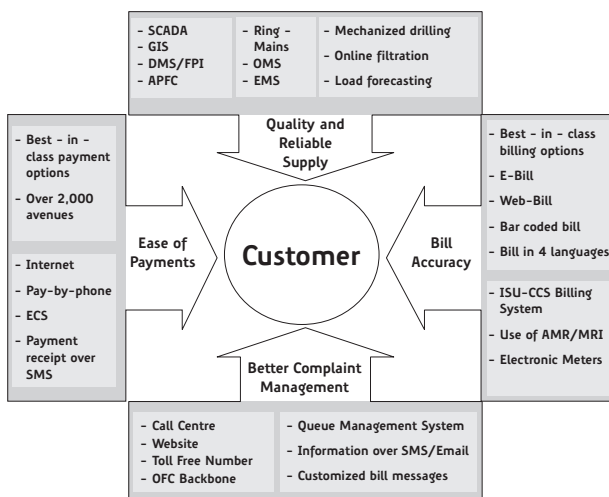 - SCADA
- GIS
- DMS/FPI
- APFC
- Ring -
Mains
- OMS
- EMS
- Mechanized drilling
- Online filtration
- Load forecasting
Quality and
Reliable
Supply
- Best - in -
class payment
options
- Over 2,000
avenues
- Internet
- Pay-by-phone
- ECS
- Payment
receipt over
SMS
Ease of
Payments
Customer
Bill
Accuracy
- Best - in - class
billing options
- E-Bill
- Web-Bill
- Bar coded bill
- Bill in 4 languages
- ISU-CCS Billing
System
- Use of AMR/MRI
- Electronic Meters
Better Complaint
Management
- Call Centre
- Website
- Toll Free Number
- OFC Backbone
- Queue Management System
- Information over SMS/Email
- Customized bill messages